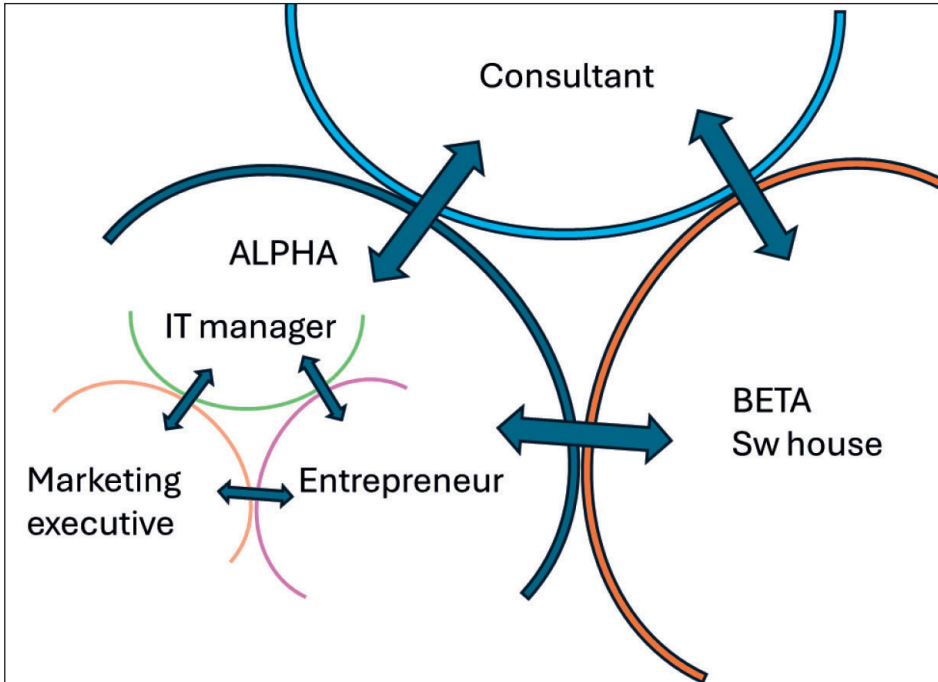 Consultant
ALPHA
IT manager
Marketing
executive
Entrepreneur
BETA
Sw house